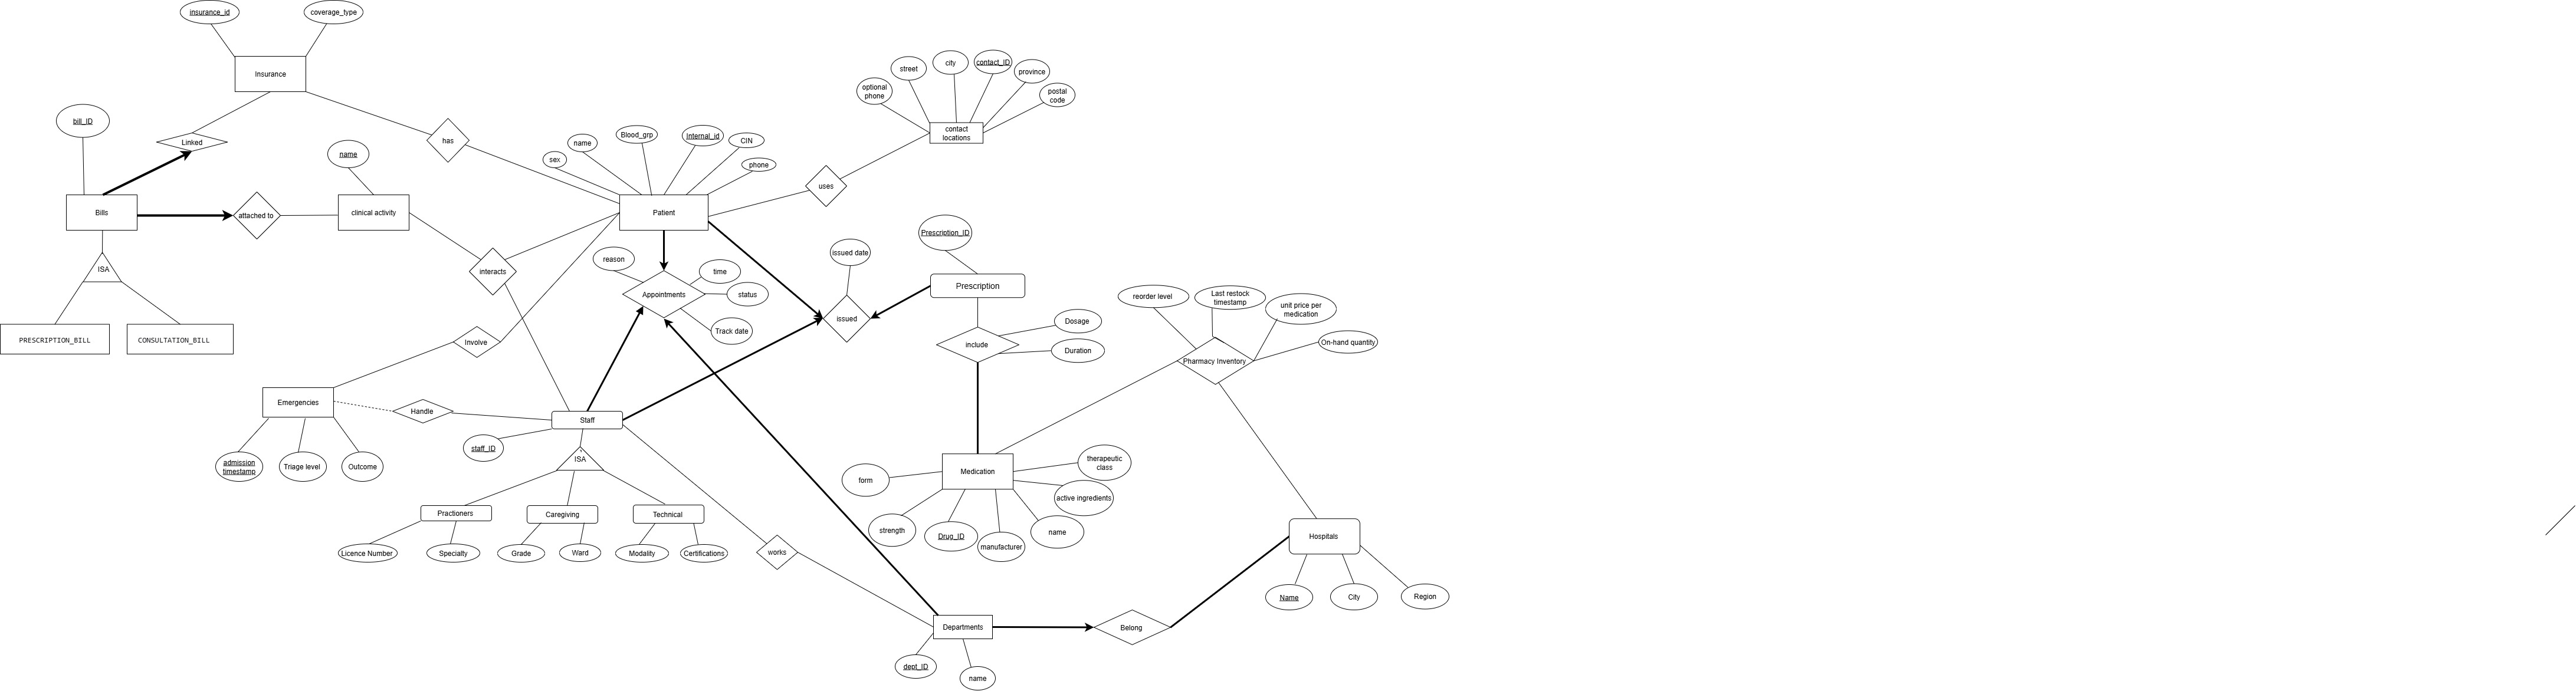 insurance_id
coverage_type
Insurance
bill_ID
Linked
name
has
Bills
attached to
clinical activity
ISA
PRESCRIPTION_BILL
CONSULTATION_BILL
sex
name
Blood_grp
Internal_id
CIN
phone
Patient
uses
optional
phone
street
city
contact_ID
province
postal
code
contact
locations
interacts
reason
time
Appointments
status
Track date
issued date
issued
Prescription_ID
Prescription
include
Dosage
Duration
reorder level
Last restock
timestamp
unit price per
medication
On-hand quantity
Pharmacy Inventory
Involve
Emergencies
Handle
admission
timestamp
Triage level
Outcome
Staff
staff_ID
ISA
Practioners
Caregiving
Technical
Licence Number
Specialty
Grade
Ward
Modality
Certifications
works
Medication
form
strength
Drug_ID
manufacturer
name
active ingredients
therapeutic
class
Hospitals
Name
City
Region
Departments
Belong
dept_ID
name